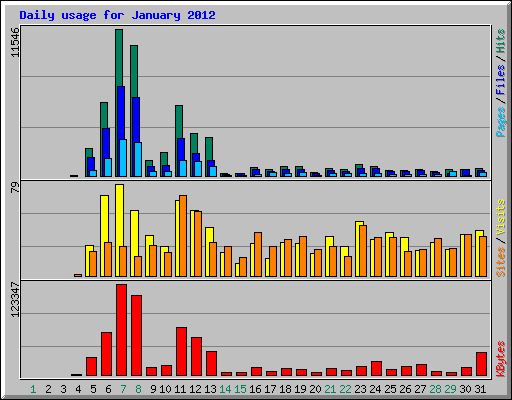 Daily usage for January 2012
11546
Pages / Files / Hits
79
Sites / Visits
123347
KBytes
1 2 3 4 5 6 7 8 9 10 11 12 13 14 15 16 17 18 19 20 21 22 23 24 25 26 27 28 29 30 31